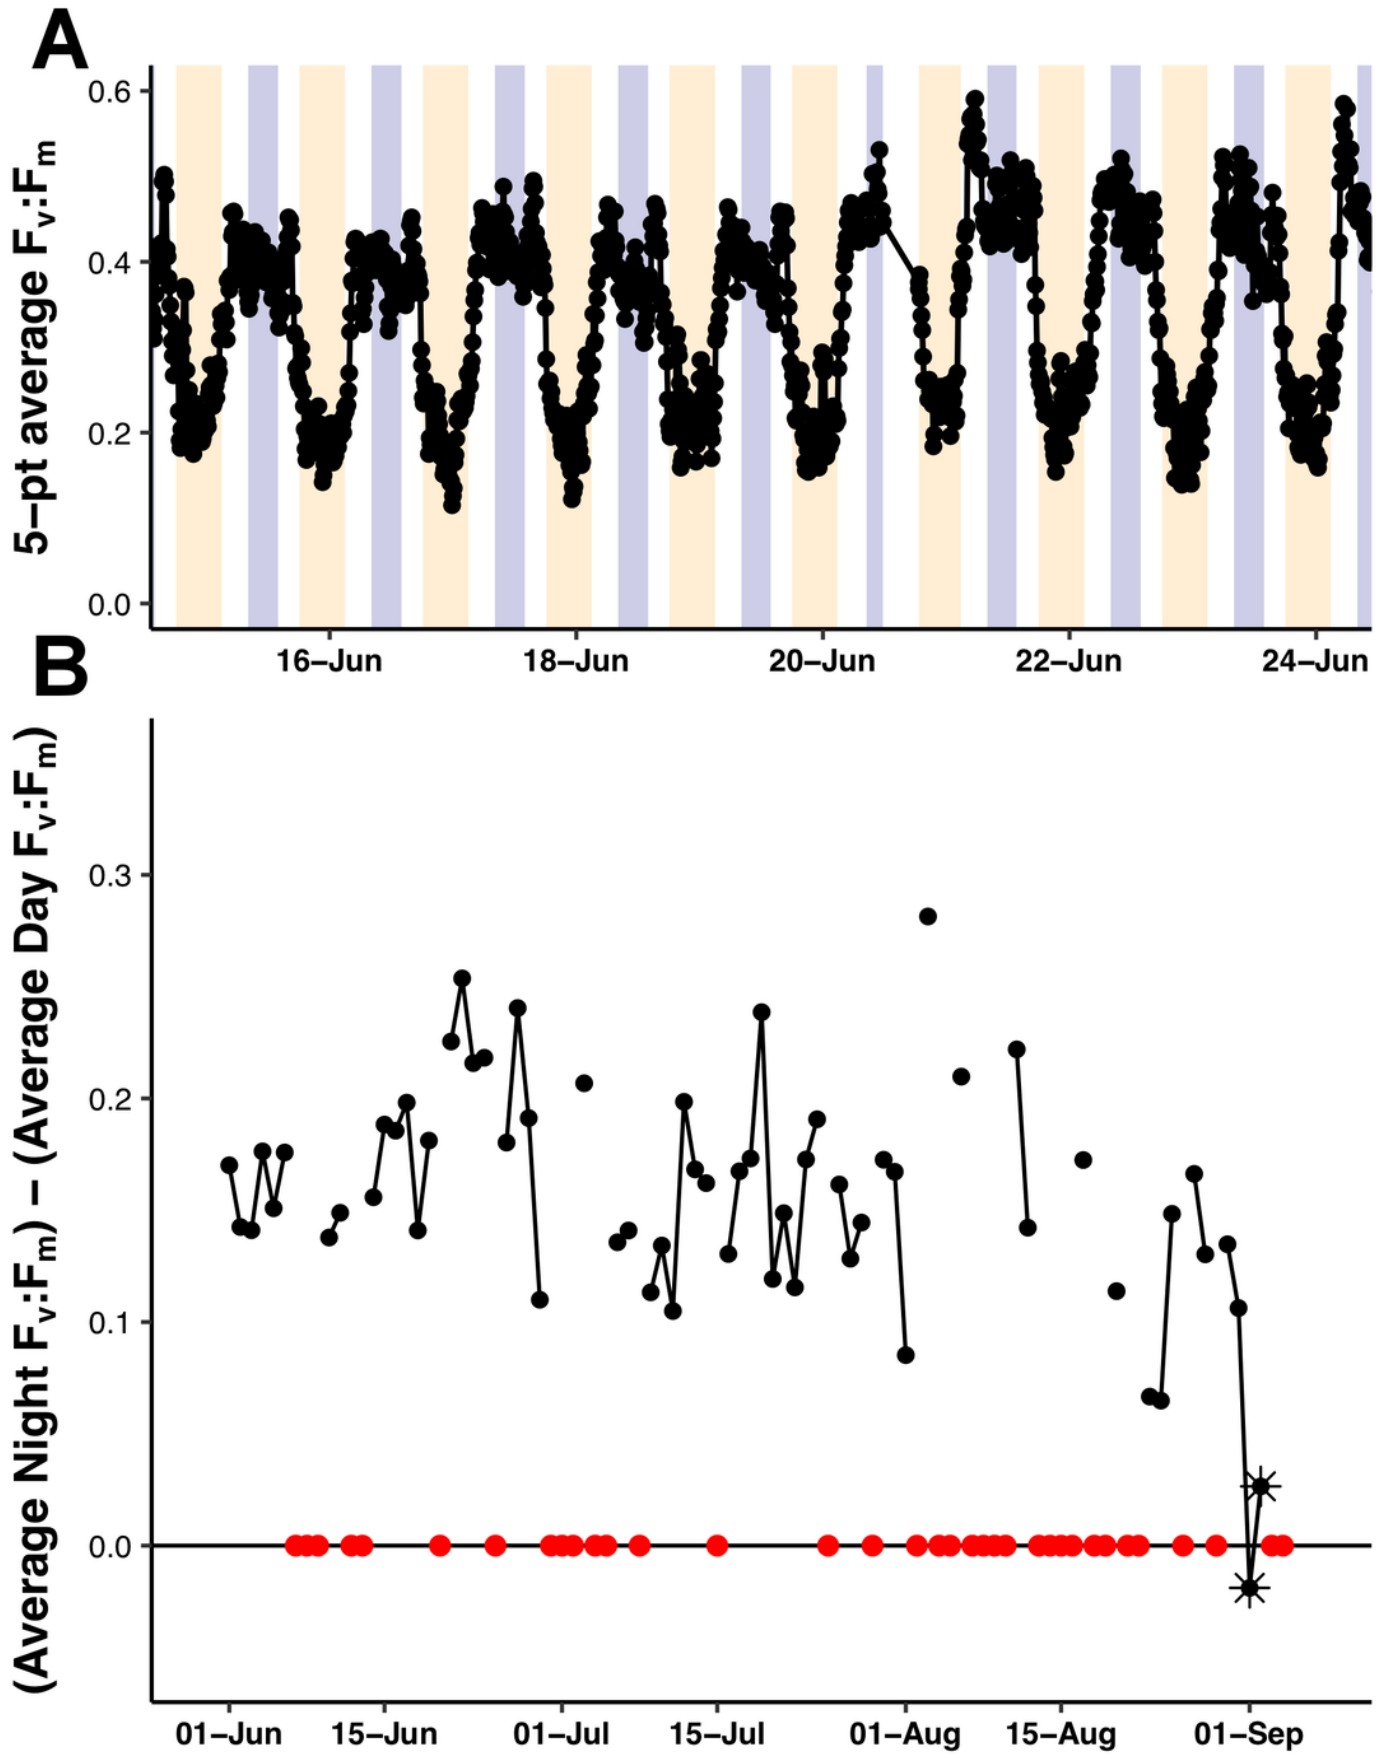 A
5–pt average Fv:Fm
0.6
0.4
0.2
0.0
16–Jun 18–Jun 20–Jun 22–Jun 24–Jun
B
(Average Night Fv:Fm) – (Average Day Fv:Fm)
0.3
0.2
0.1
0.0
01–Jun 15–Jun 01–Jul 15–Jul 01–Aug 15–Aug 01–Sep